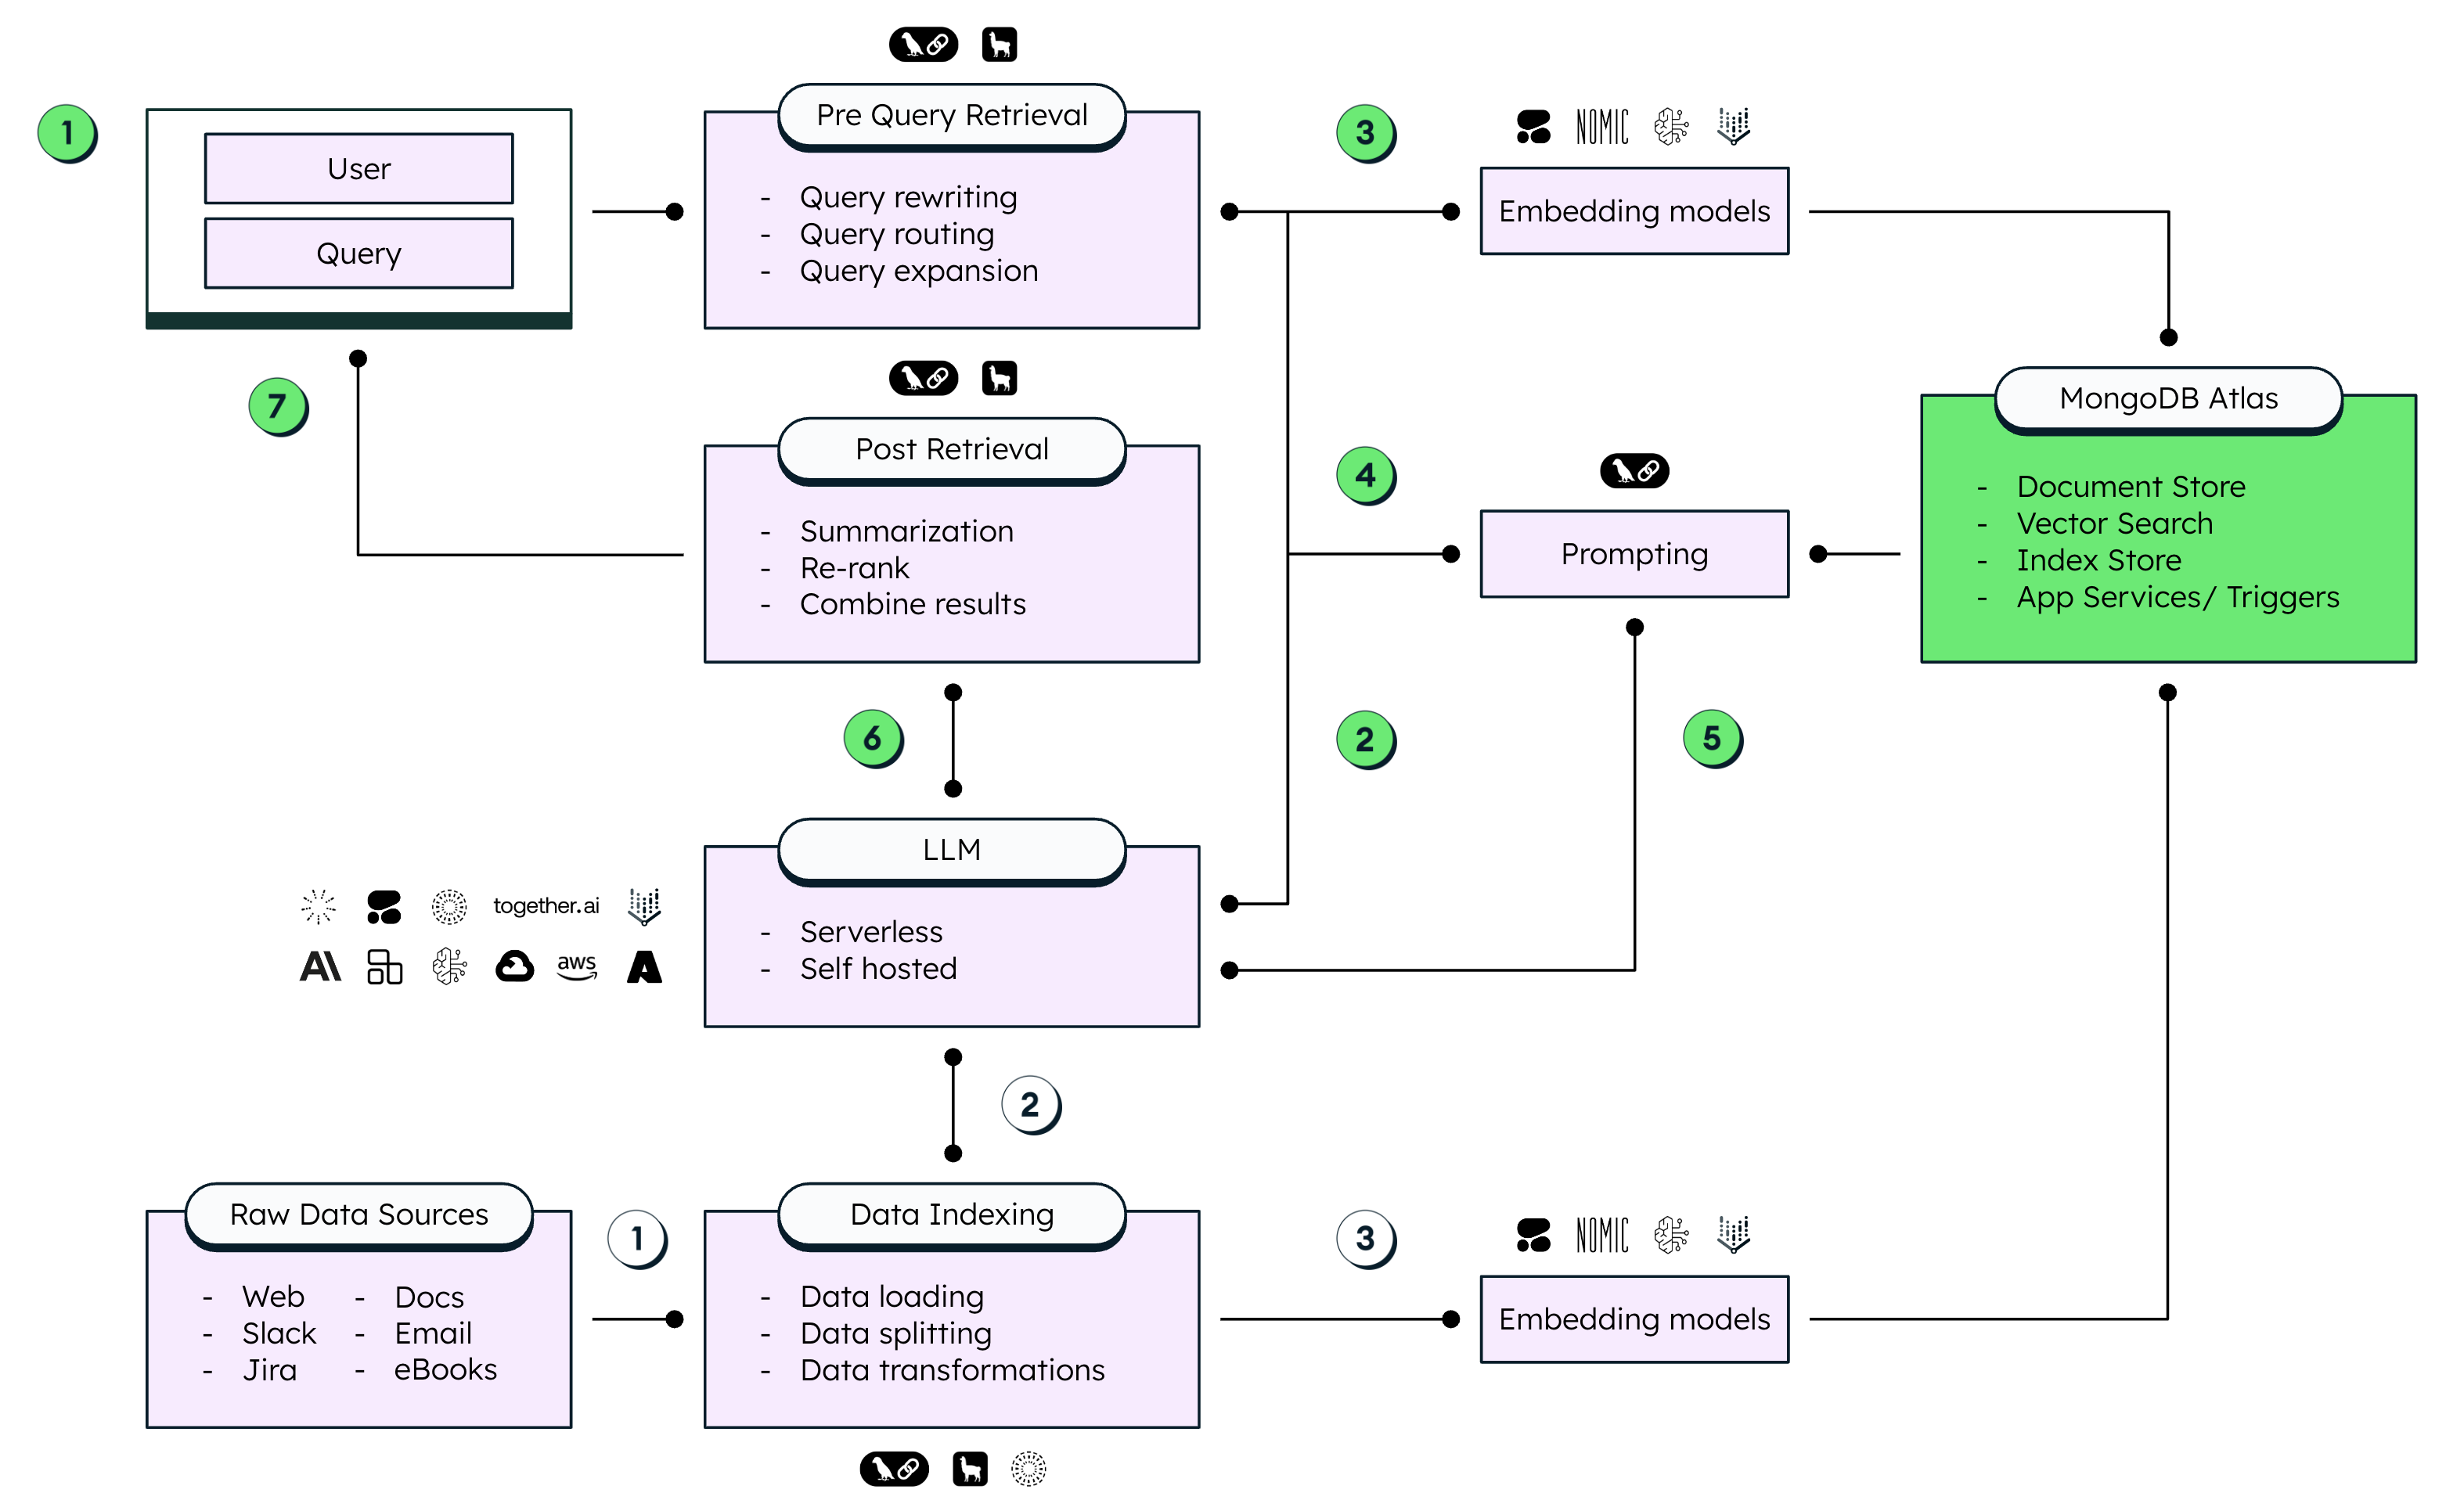 1
User
Query
Pre Query Retrieval
- Query rewriting
- Query routing
- Query expansion
3
NOMIC
Embedding models
7
Post Retrieval
- Summarization
- Re-rank
- Combine results
4
Prompting
MongoDB Atlas
- Document Store
- Vector Search
- Index Store
- App Services/ Triggers
6
2
5
together.ai
AI
aws
LLM
- Serverless
- Self hosted
2
Raw Data Sources
- Web
- Slack
- Jira
- Docs
- Email
- eBooks
1
Data Indexing
- Data loading
- Data splitting
- Data transformations
3
NOMIC
Embedding models